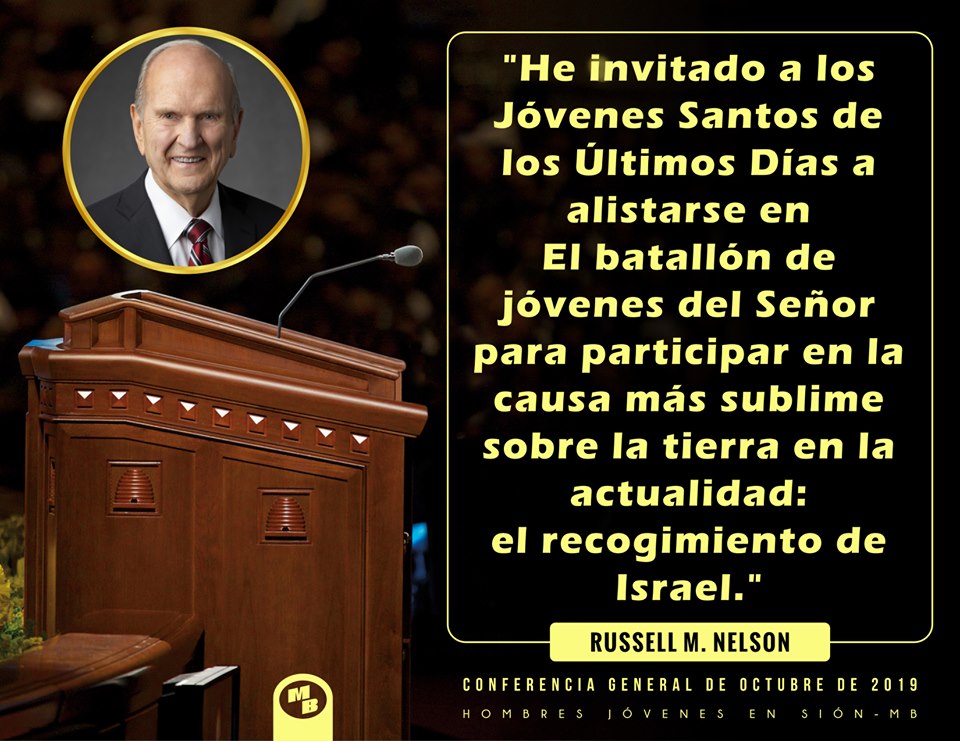 "He invitado a los
Jóvenes Santos de
los Últimos Días a
alistarse en
El batallón de
jóvenes del Señor
para participar en la
causa más sublime
sobre la tierra en la
actualidad:
el recogimiento de
Israel."
RUSSELL M. NELSON
CONFERENCIA GENERAL DE OCTUBRE DE 2019
HOMBRES JÓVENES EN SIÓN-MB
MB